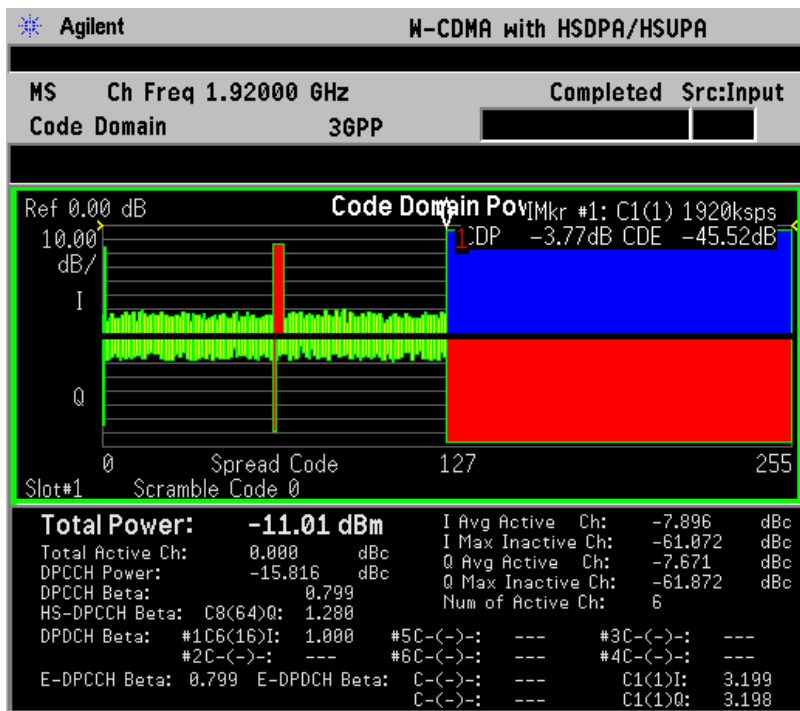 Agilent W-CDMA with HSDPA/HSUPA
MS Ch Freq 1.92000 GHz Completed Src:Input
Code Domain 3GPP
Ref 0.00 dB Code Domain Pow IMkr #1: C1(1) 1920ksps
10.00 1 CDP -3.77dB CDE -45.52dB
dB/
I
Q
0 Spread Code 127 255
Slot#1 Scramble Code 0
Total Power: -11.01 dBm I Avg Active Ch: -7.896 dBc
I Max Inactive Ch: -61.072 dBc
Total Active Ch: 0.000 dBc Q Avg Active Ch: -7.671 dBc
DPCCH Power: -15.816 dBc Q Max Inactive Ch: -61.872 dBc
DPCCH Beta: 0.799 Num of Active Ch: 6
HS-DPCCH Beta: C8(64)Q: 1.280
DPDCH Beta: #1C6(16)I: 1.000 #5C-(-)-: --- #3C-(-)-: ---
#2C-(-)-: --- #6C-(-)-: --- #4C-(-)-: ---
E-DPCCH Beta: 0.799 E-DPDCH Beta: C-(-)-: --- C1(1)I: 3.199
C-(-)-: --- C1(1)Q: 3.198